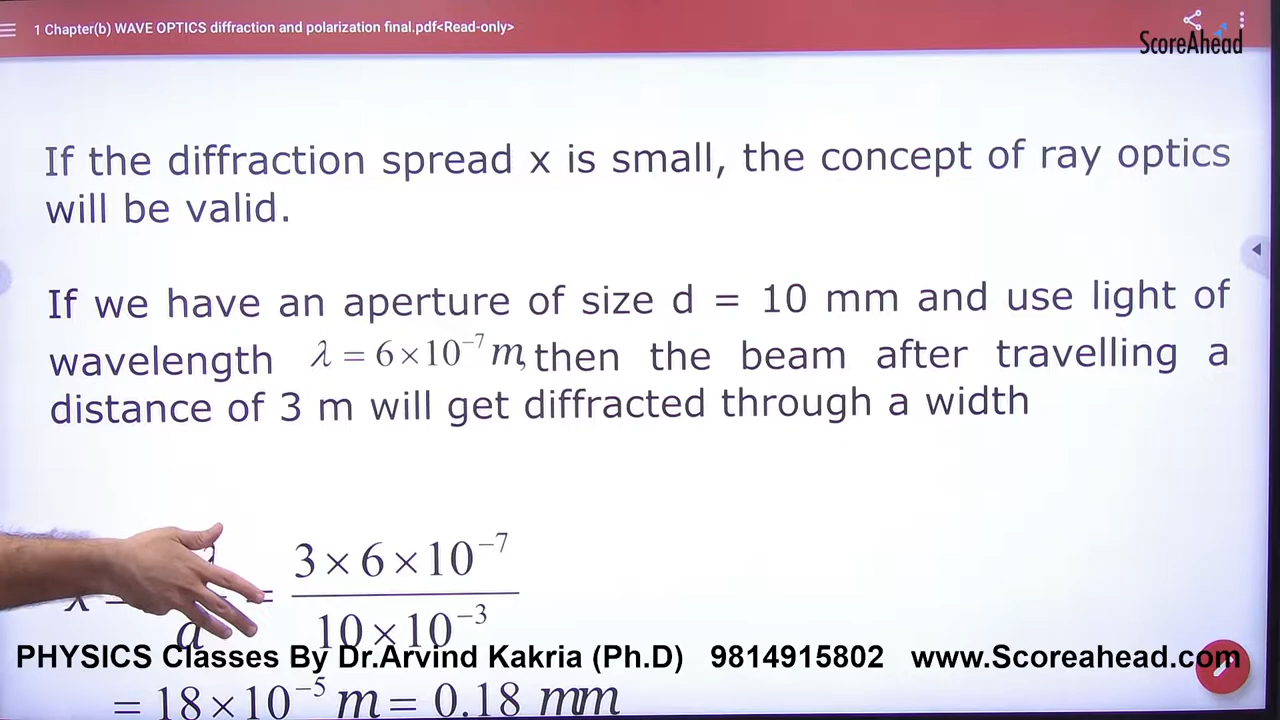 1 Chapter(b) WAVE OPTICS diffraction and polarization final.pdf<Read-only>
ScoreAhead
If the diffraction spread x is small, the concept of ray optics
will be valid.
If we have an aperture of size d = 10 mm and use light of
wavelength λ = 6×10⁻⁷ m, then the beam after travelling a
distance of 3 m will get diffracted through a width
= 3×6×10⁻⁷ / 10×10⁻³
PHYSICS Classes By Dr.Arvind Kakria (Ph.D) 9814915802 www.Scoreahead.com
= 18×10⁻⁵ m = 0.18 mm